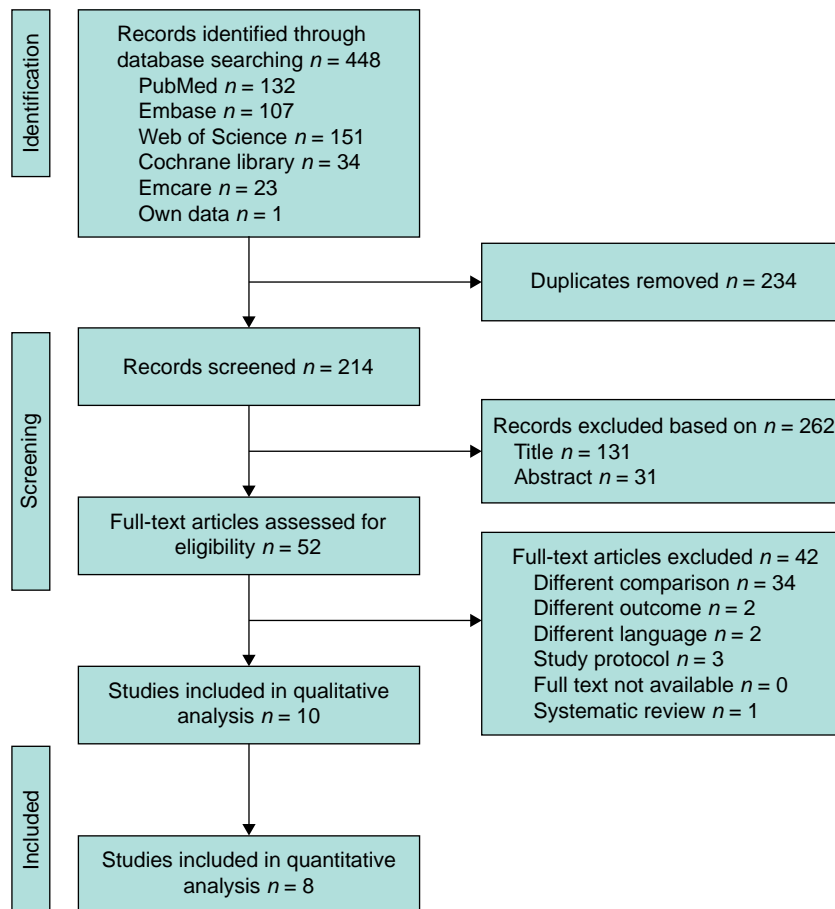 Identification
Records identified through
database searching n = 448
PubMed n = 132
Embase n = 107
Web of Science n = 151
Cochrane library n = 34
Emcare n = 23
Own data n = 1
Duplicates removed n = 234
Screening
Records screened n = 214
Records excluded based on n = 262
Title n = 131
Abstract n = 31
Full-text articles assessed for
eligibility n = 52
Full-text articles excluded n = 42
Different comparison n = 34
Different outcome n = 2
Different language n = 2
Study protocol n = 3
Full text not available n = 0
Systematic review n = 1
Studies included in qualitative
analysis n = 10
Included
Studies included in quantitative
analysis n = 8